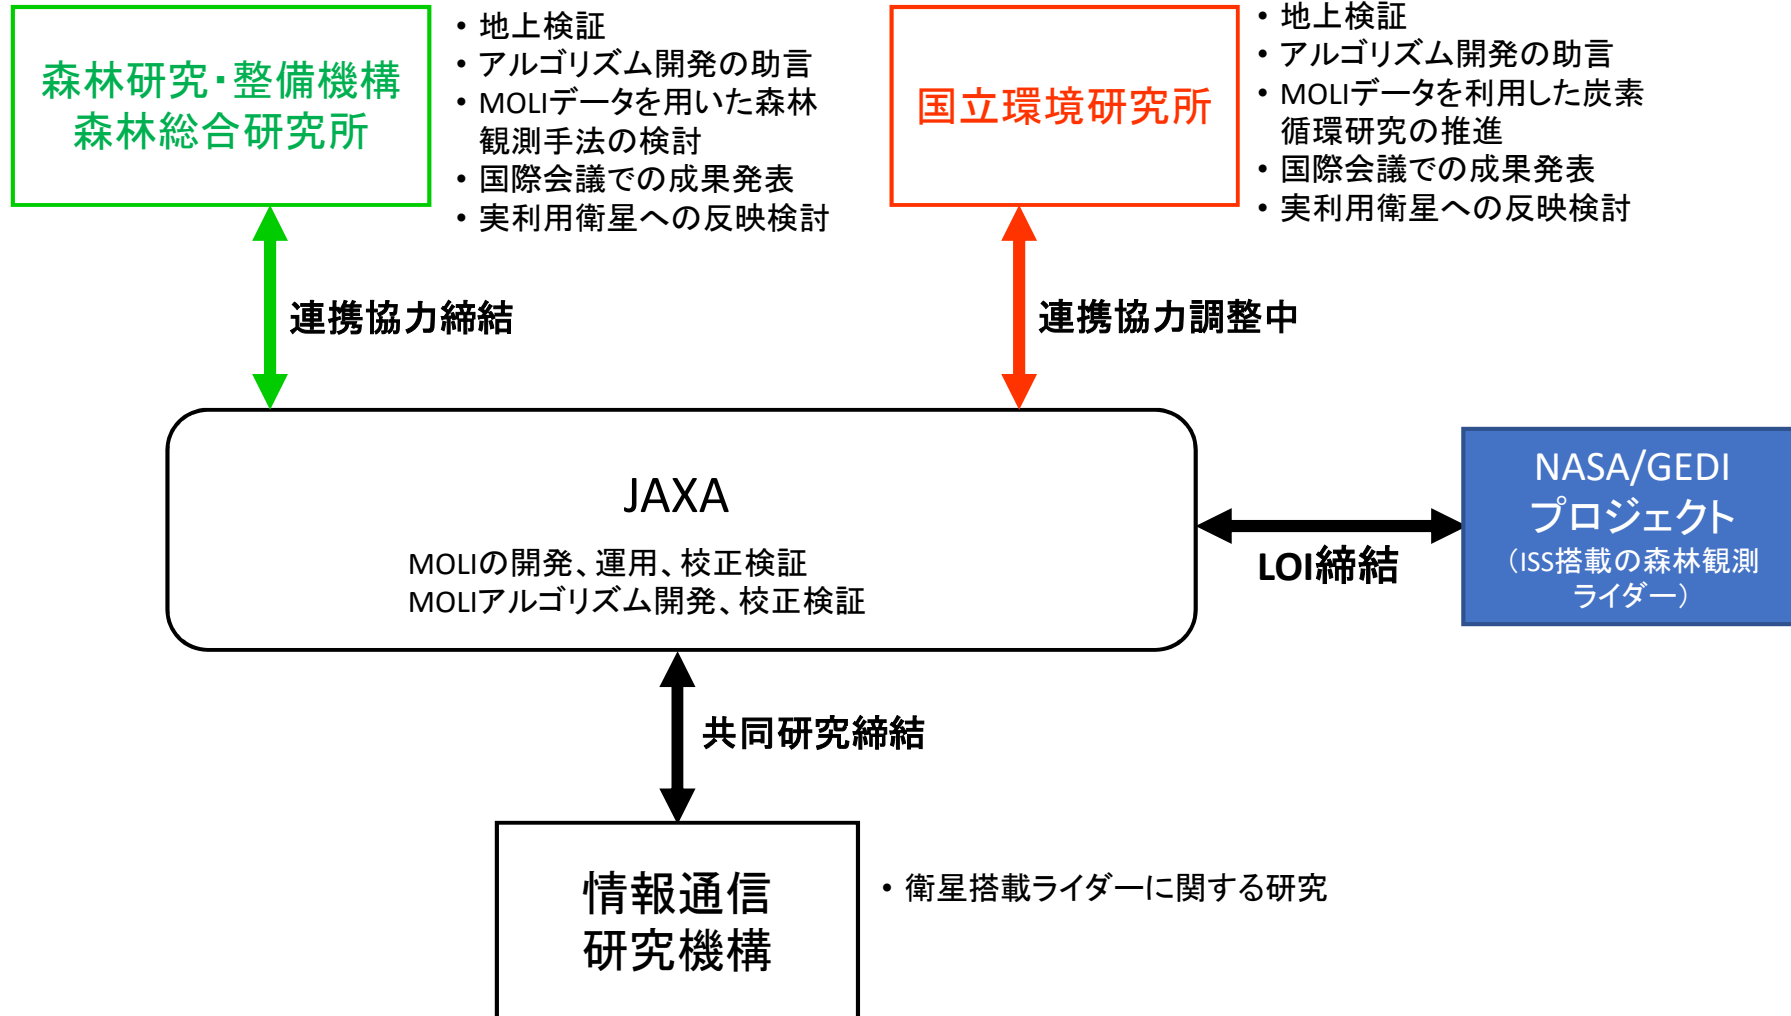 森林研究・整備機構
森林総合研究所
・地上検証
・アルゴリズム開発の助言
・MOLIデータを用いた森林
観測手法の検討
・国際会議での成果発表
・実利用衛星への反映検討
国立環境研究所
・地上検証
・アルゴリズム開発の助言
・MOLIデータを利用した炭素
循環研究の推進
・国際会議での成果発表
・実利用衛星への反映検討
連携協力締結
連携協力調整中
JAXA
MOLIの開発、運用、校正検証
MOLIアルゴリズム開発、校正検証
LOI締結
NASA/GEDI
プロジェクト
（ISS搭載の森林観測
ライダー）
共同研究締結
情報通信
研究機構
・衛星搭載ライダーに関する研究